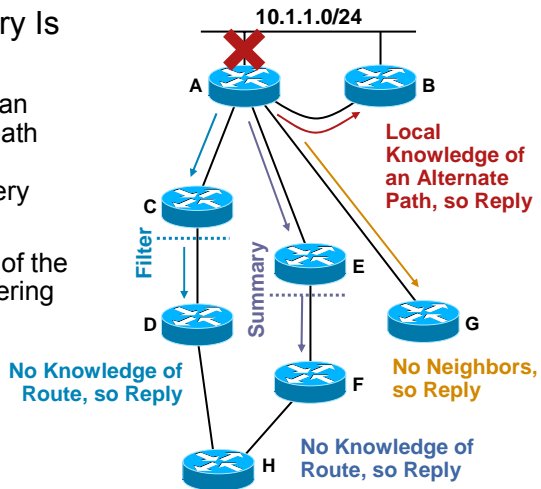 ry Is
an
ath
ery
of the
ering
10.1.1.0/24
A
B
Local
Knowledge of
an Alternate
Path, so Reply
C
Filter
E
Summary
D
G
No Knowledge of
Route, so Reply
No Neighbors,
so Reply
F
No Knowledge of
Route, so Reply
H